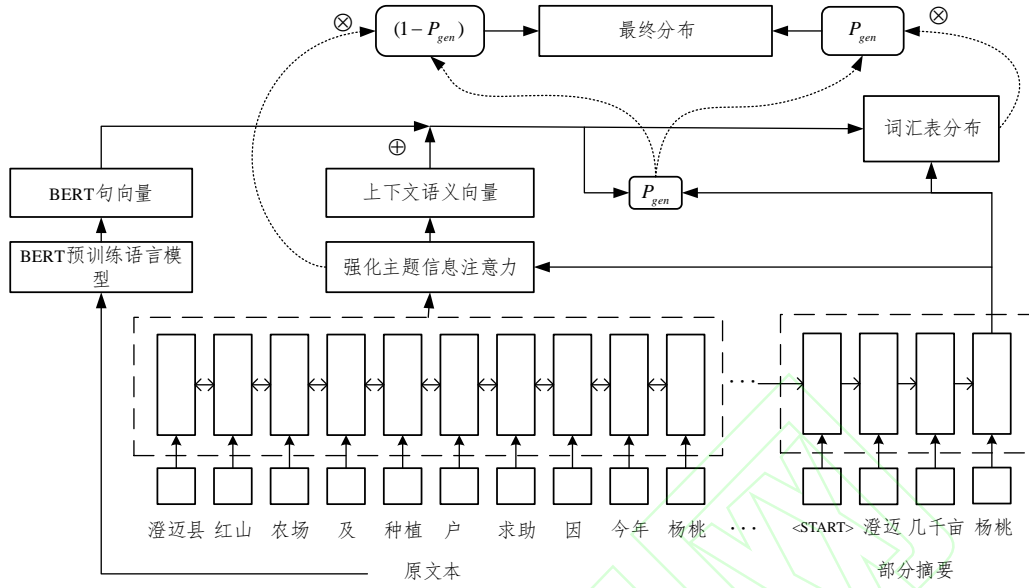 ⊗ (1−P_gen) 最终分布 P_gen ⊗
词汇表分布
⊕
BERT句向量 上下文语义向量 P_gen
BERT预训练语言模
型
强化主题信息注意力
··· 
澄迈县 红山 农场 及 种植 户 求助 因 今年 杨桃 ··· <START> 澄迈 几千亩 杨桃
原文本 部分摘要